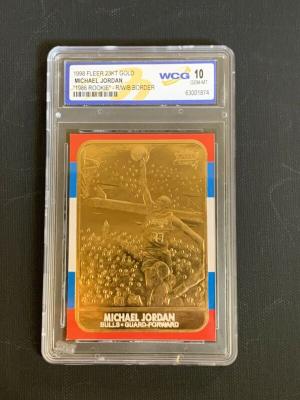 1998 FLEER 23KT GOLD
MICHAEL JORDAN
"1986 ROOKIE" - R/W/B BORDER
WCG 10
GEM-MT
63001874
MICHAEL JORDAN
BULLS • GUARD-FORWARD